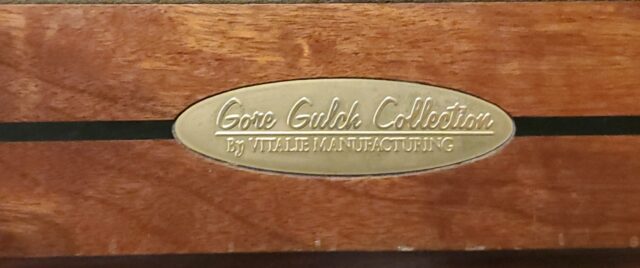 Gore Gulch Collection
By VITALIE MANUFACTURING